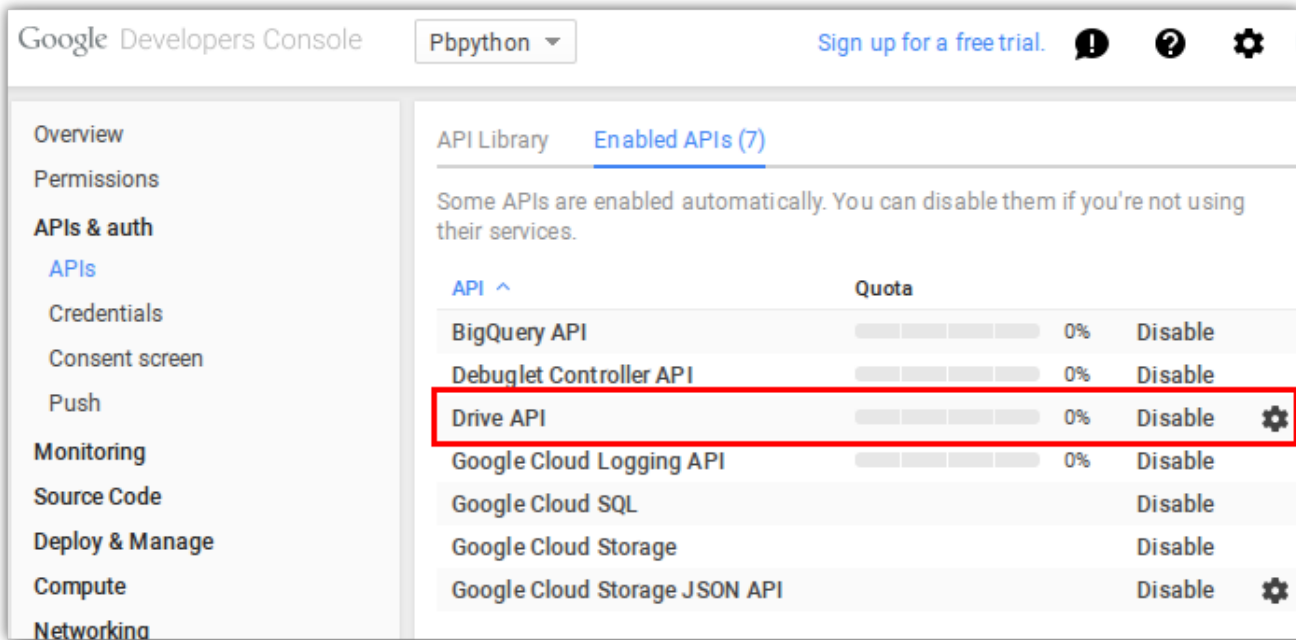 Google Developers Console
Pbpython
Sign up for a free trial.
Overview
Permissions
APIs & auth
APIs
Credentials
Consent screen
Push
Monitoring
Source Code
Deploy & Manage
Compute
Networking
API Library
Enabled APIs (7)
Some APIs are enabled automatically. You can disable them if you're not using
their services.
API Quota
BigQuery API 0% Disable
Debuglet Controller API 0% Disable
Drive API 0% Disable
Google Cloud Logging API 0% Disable
Google Cloud SQL Disable
Google Cloud Storage Disable
Google Cloud Storage JSON API Disable